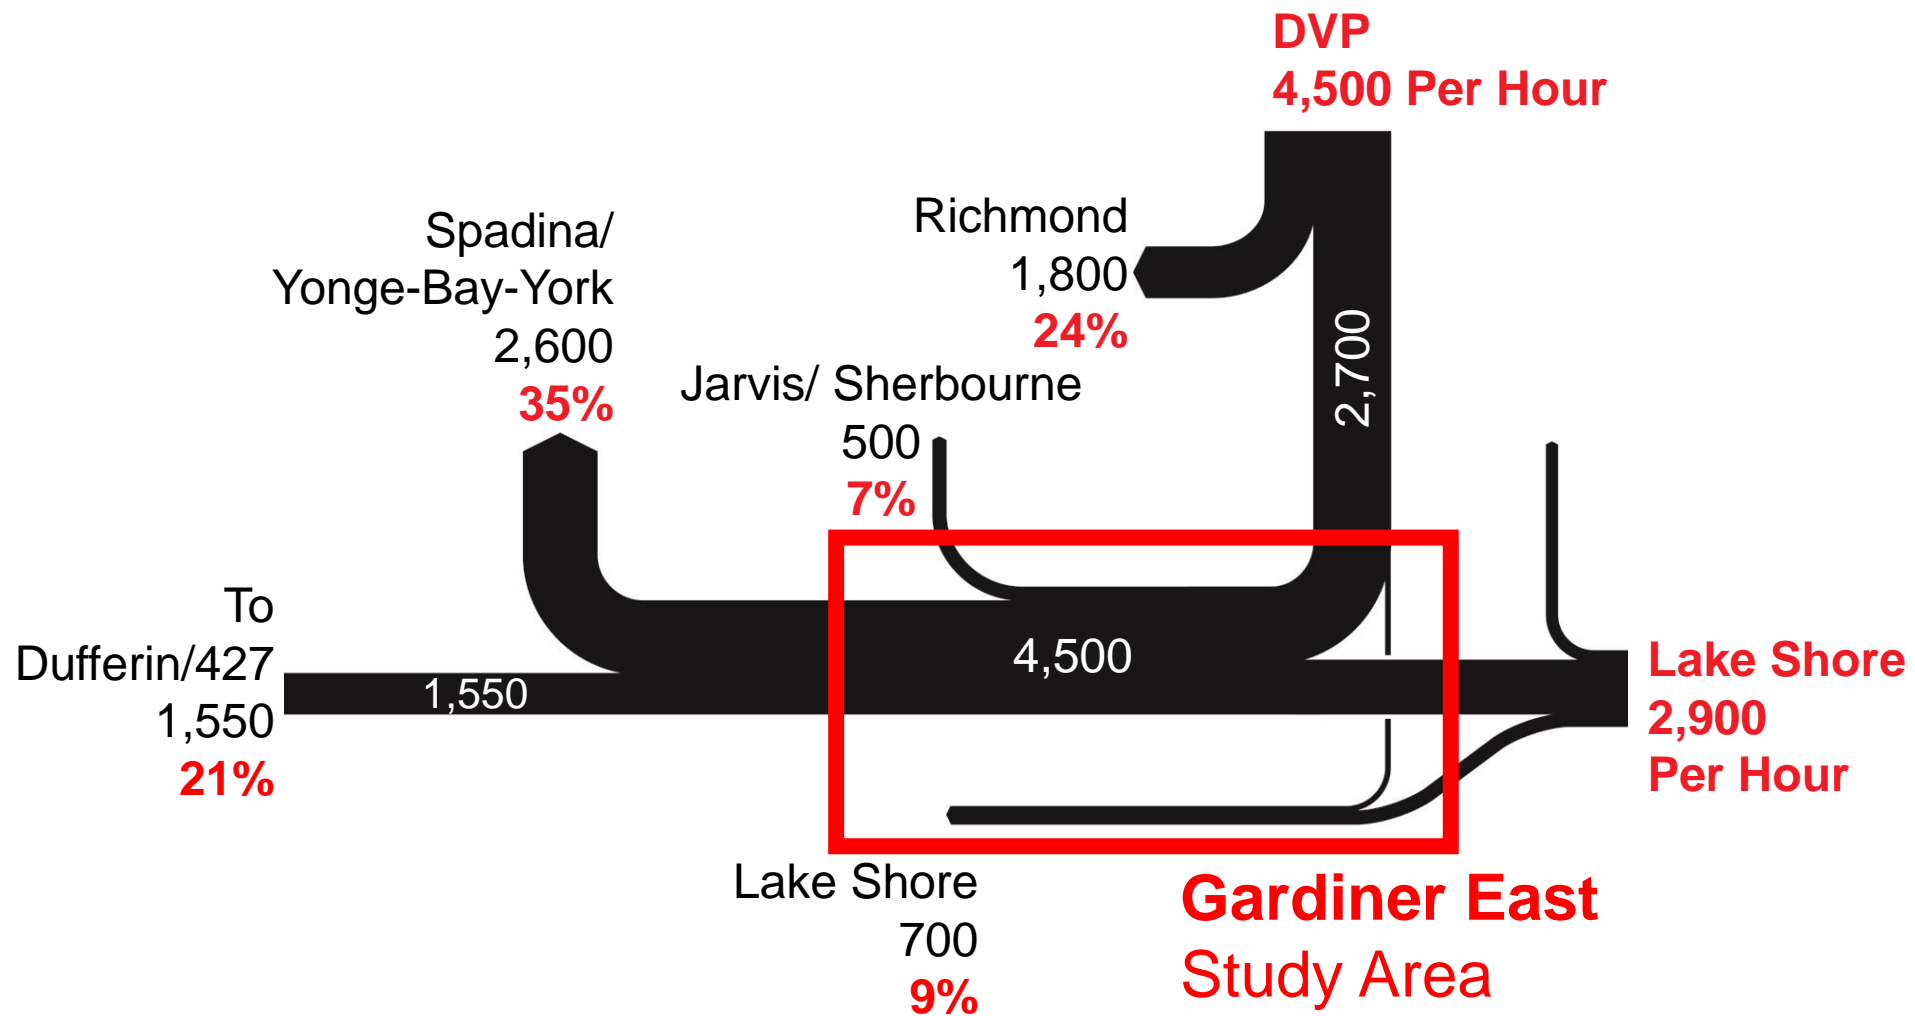 DVP
4,500 Per Hour
Richmond
1,800
24%
Spadina/
Yonge-Bay-York
2,600
35%
Jarvis/ Sherbourne
500
7%
2,700
To
Dufferin/427
1,550
21%
1,550
4,500
Lake Shore
2,900
Per Hour
Lake Shore
700
9%
Gardiner East
Study Area